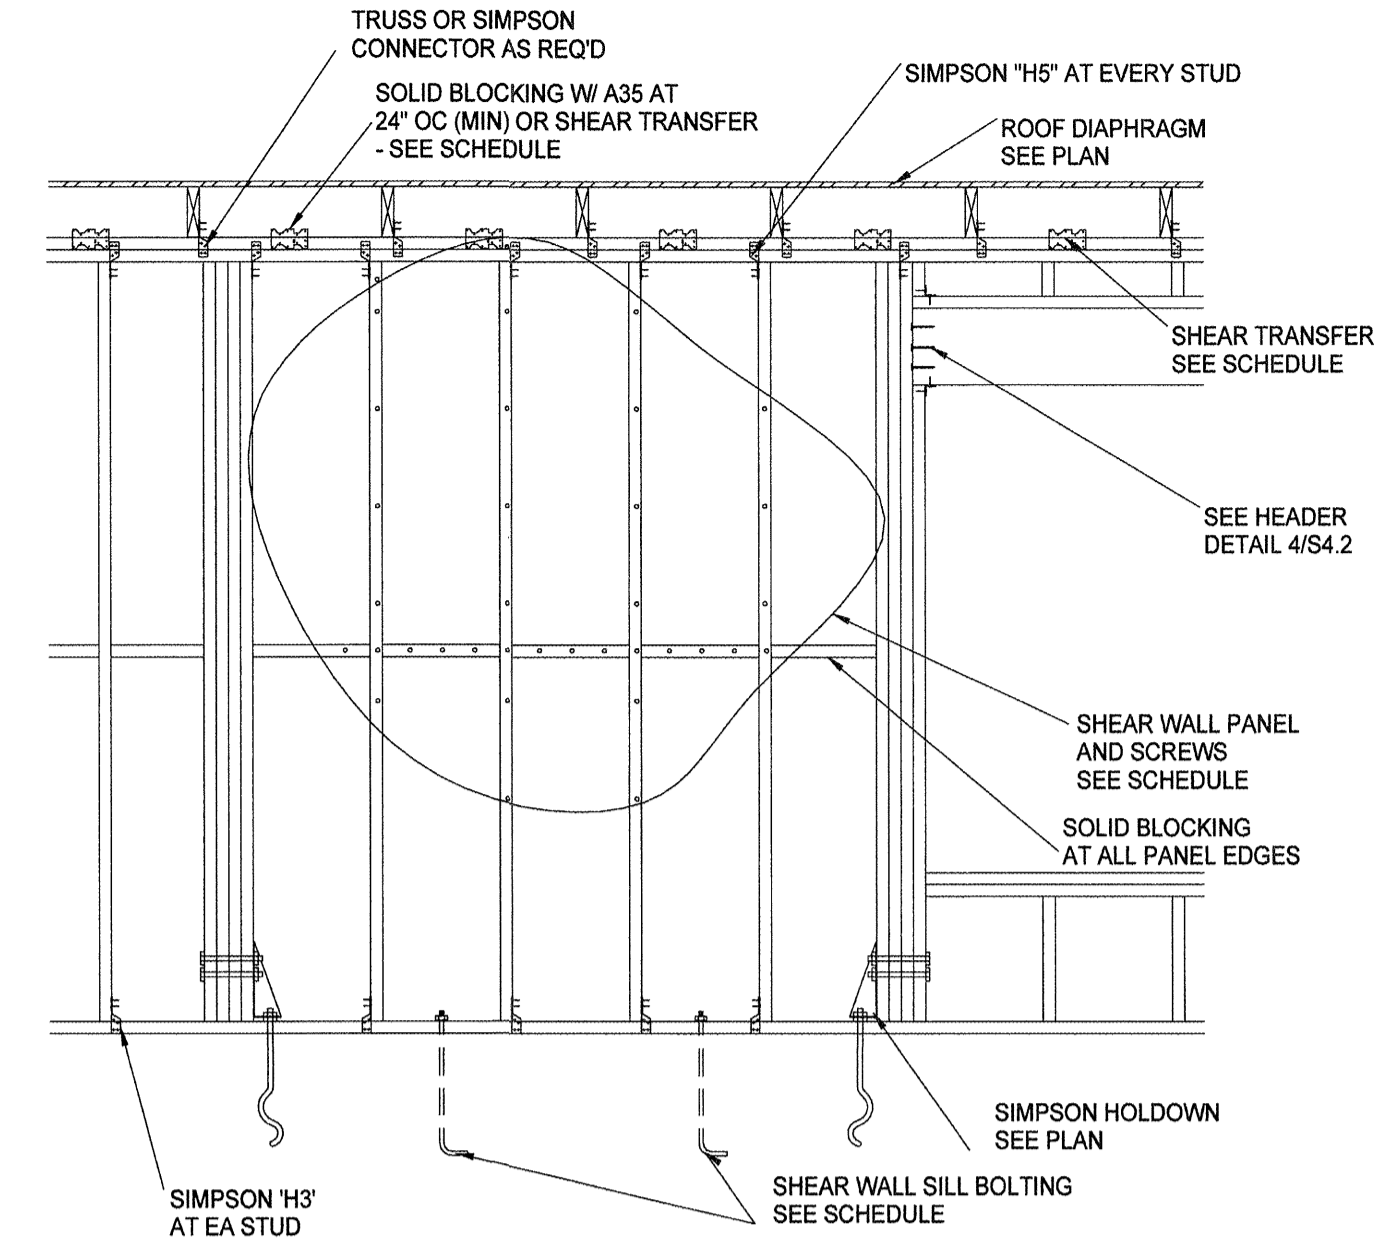 TRUSS OR SIMPSON
CONNECTOR AS REQ'D
SOLID BLOCKING W/ A35 AT
24" OC (MIN) OR SHEAR TRANSFER
- SEE SCHEDULE
SIMPSON "H5" AT EVERY STUD
ROOF DIAPHRAGM
SEE PLAN
SHEAR TRANSFER
SEE SCHEDULE
SEE HEADER
DETAIL 4/S4.2
SHEAR WALL PANEL
AND SCREWS
SEE SCHEDULE
SOLID BLOCKING
AT ALL PANEL EDGES
SIMPSON HOLDOWN
SEE PLAN
SHEAR WALL SILL BOLTING
SEE SCHEDULE
SIMPSON 'H3'
AT EA STUD